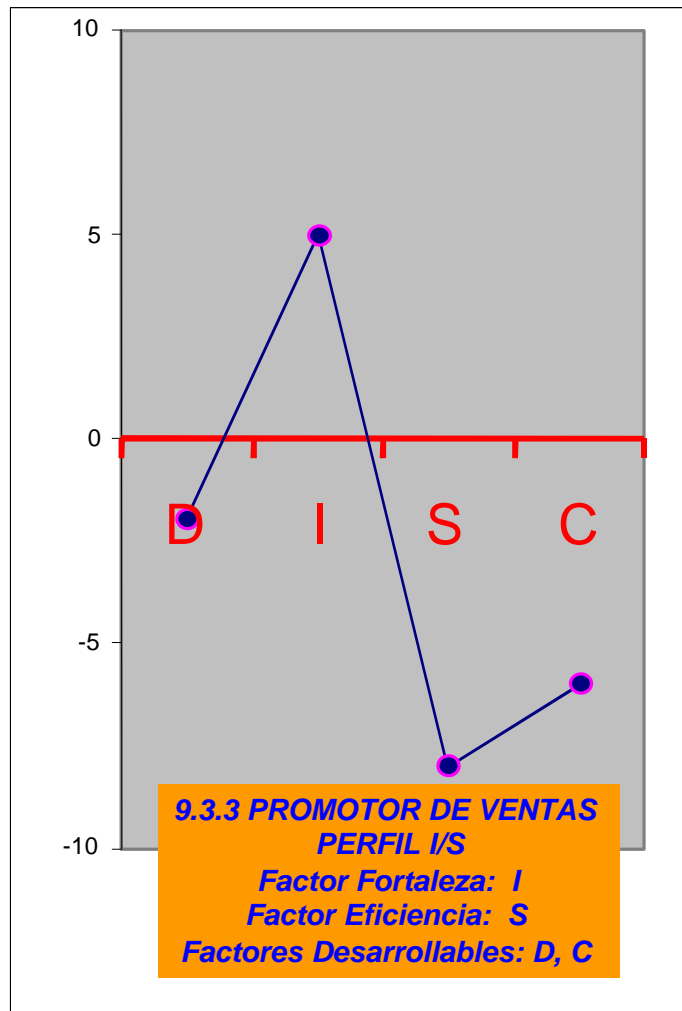 10
5
0
D I S C
-5
-10
9.3.3 PROMOTOR DE VENTAS
PERFIL I/S
Factor Fortaleza: I
Factor Eficiencia: S
Factores Desarrollables: D, C